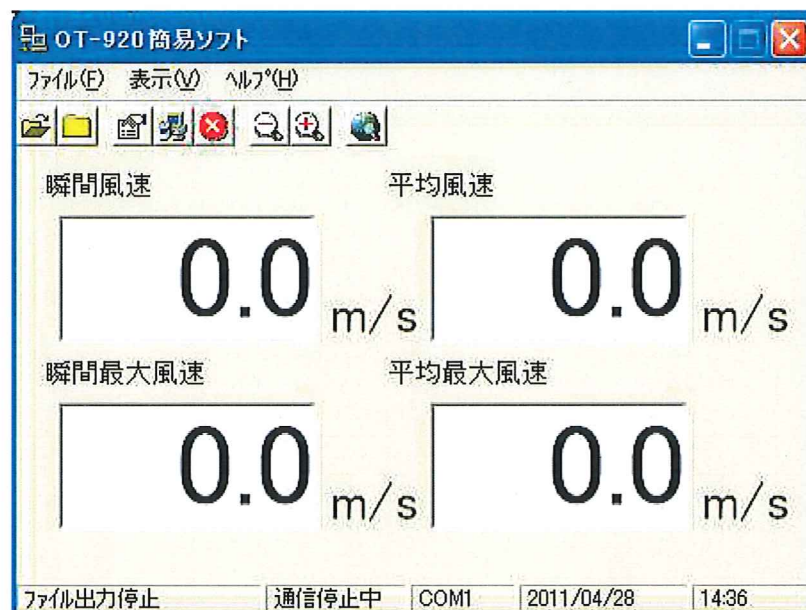 OT-920簡易ソフト
ファイル(F) 表示(V) ヘルプ(H)
瞬間風速 平均風速
0.0 m/s 0.0 m/s
瞬間最大風速 平均最大風速
0.0 m/s 0.0 m/s
ファイル出力停止 通信停止中 COM1 2011/04/28 14:36